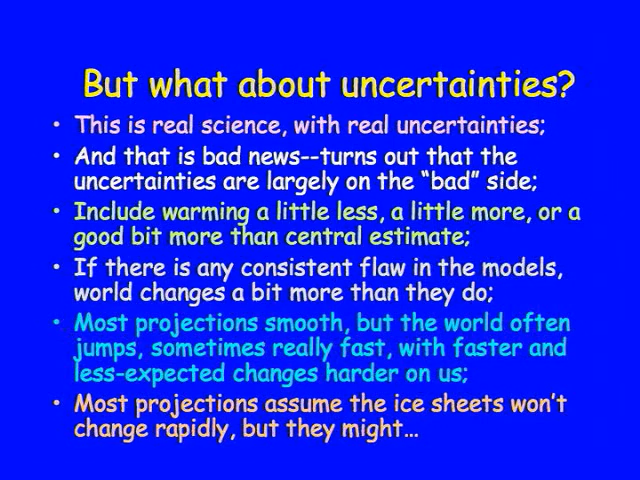 But what about uncertainties?
• This is real science, with real uncertainties;
• And that is bad news--turns out that the
uncertainties are largely on the “bad” side;
• Include warming a little less, a little more, or a
good bit more than central estimate;
• If there is any consistent flaw in the models,
world changes a bit more than they do;
• Most projections smooth, but the world often
jumps, sometimes really fast, with faster and
less-expected changes harder on us;
• Most projections assume the ice sheets won’t
change rapidly, but they might…